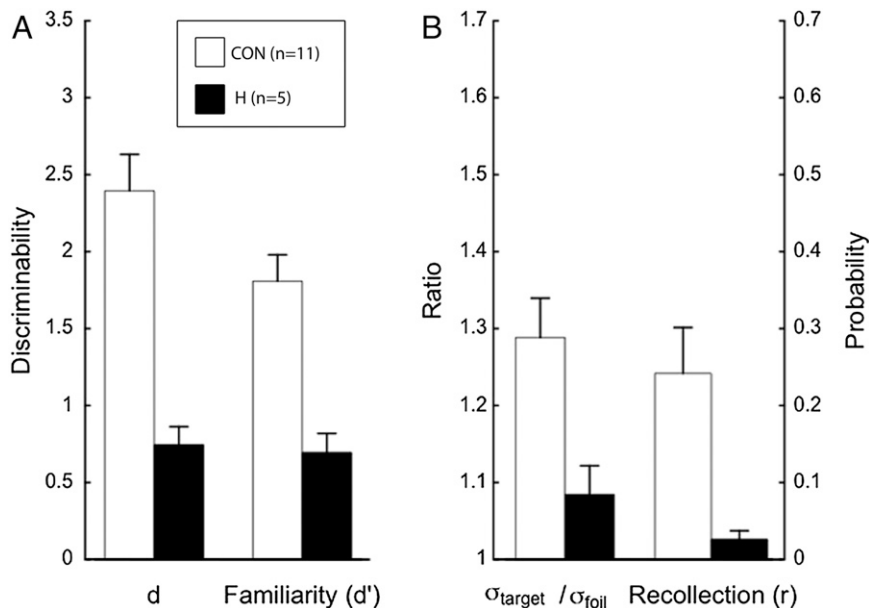 A
3.5
3
2.5
2
1.5
1
0.5
0
Discriminability
CON (n=11)
H (n=5)
d
Familiarity (d')
B
1.7
1.6
1.5
1.4
1.3
1.2
1.1
1
Ratio
0.7
0.6
0.5
0.4
0.3
0.2
0.1
0
Probability
σtarget /σfoil
Recollection (r)